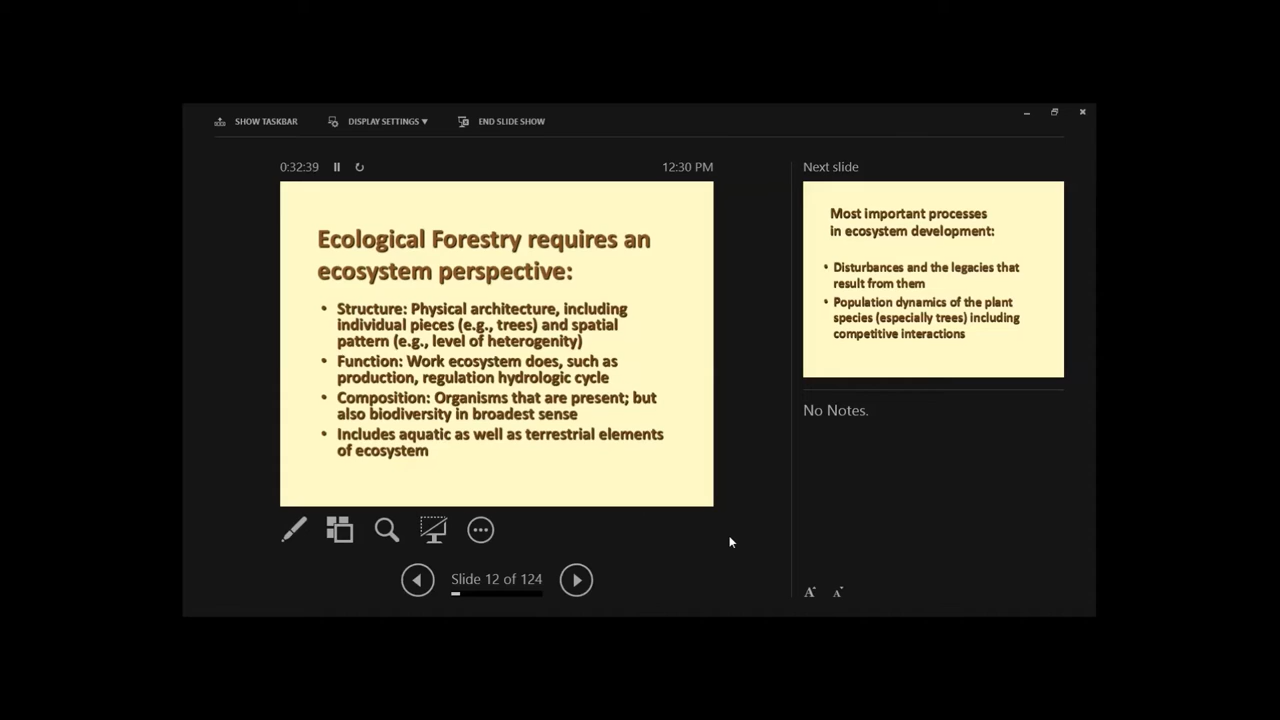 SHOW TASKBAR
DISPLAY SETTINGS ▼
END SLIDE SHOW
0:32:39
12:30 PM
Ecological Forestry requires an
ecosystem perspective:
• Structure: Physical architecture, including
individual pieces (e.g., trees) and spatial
pattern (e.g., level of heterogenity)
• Function: Work ecosystem does, such as
production, regulation hydrologic cycle
• Composition: Organisms that are present; but
also biodiversity in broadest sense
• Includes aquatic as well as terrestrial elements
of ecosystem
Slide 12 of 124
Next slide
Most important processes
in ecosystem development:
• Disturbances and the legacies that
result from them
• Population dynamics of the plant
species (especially trees) including
competitive interactions
No Notes.
A A